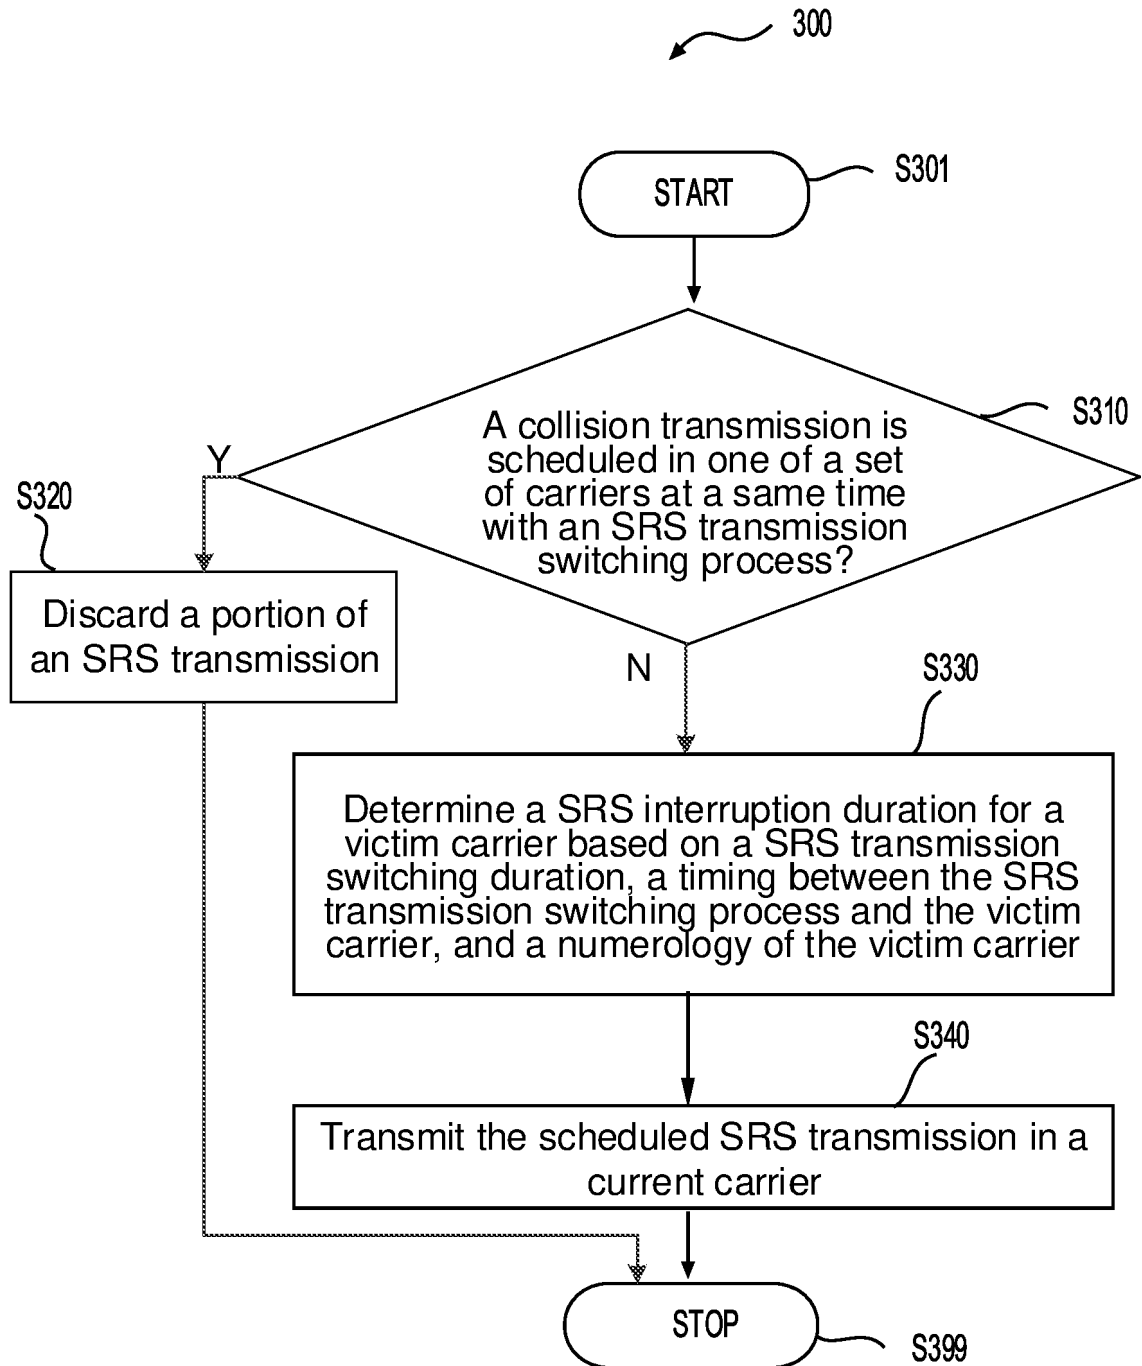 300
START
S301
A collision transmission is
scheduled in one of a set
of carriers at a same time
with an SRS transmission
switching process?
S310
Y
S320
Discard a portion of
an SRS transmission
N
S330
Determine a SRS interruption duration for a
victim carrier based on a SRS transmission
switching duration, a timing between the SRS
transmission switching process and the victim
carrier, and a numerology of the victim carrier
S340
Transmit the scheduled SRS transmission in a
current carrier
STOP
S399